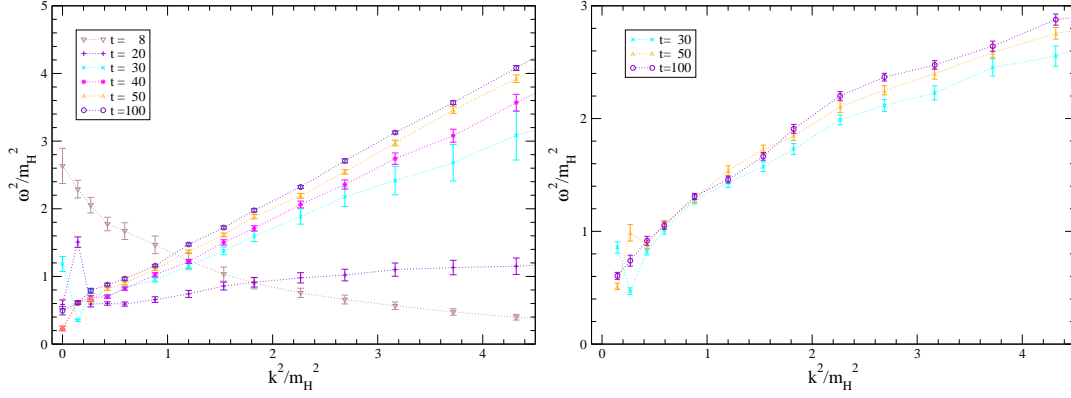 5
4
3
2
1
0
ω²/m_H²
t = 8
t = 20
t = 30
t = 40
t = 50
t =100
0 1 2 3 4
k²/m_H²
3
2
1
0
ω²/m_H²
t= 30
t= 50
t=100
0 1 2 3 4
k²/m_H²